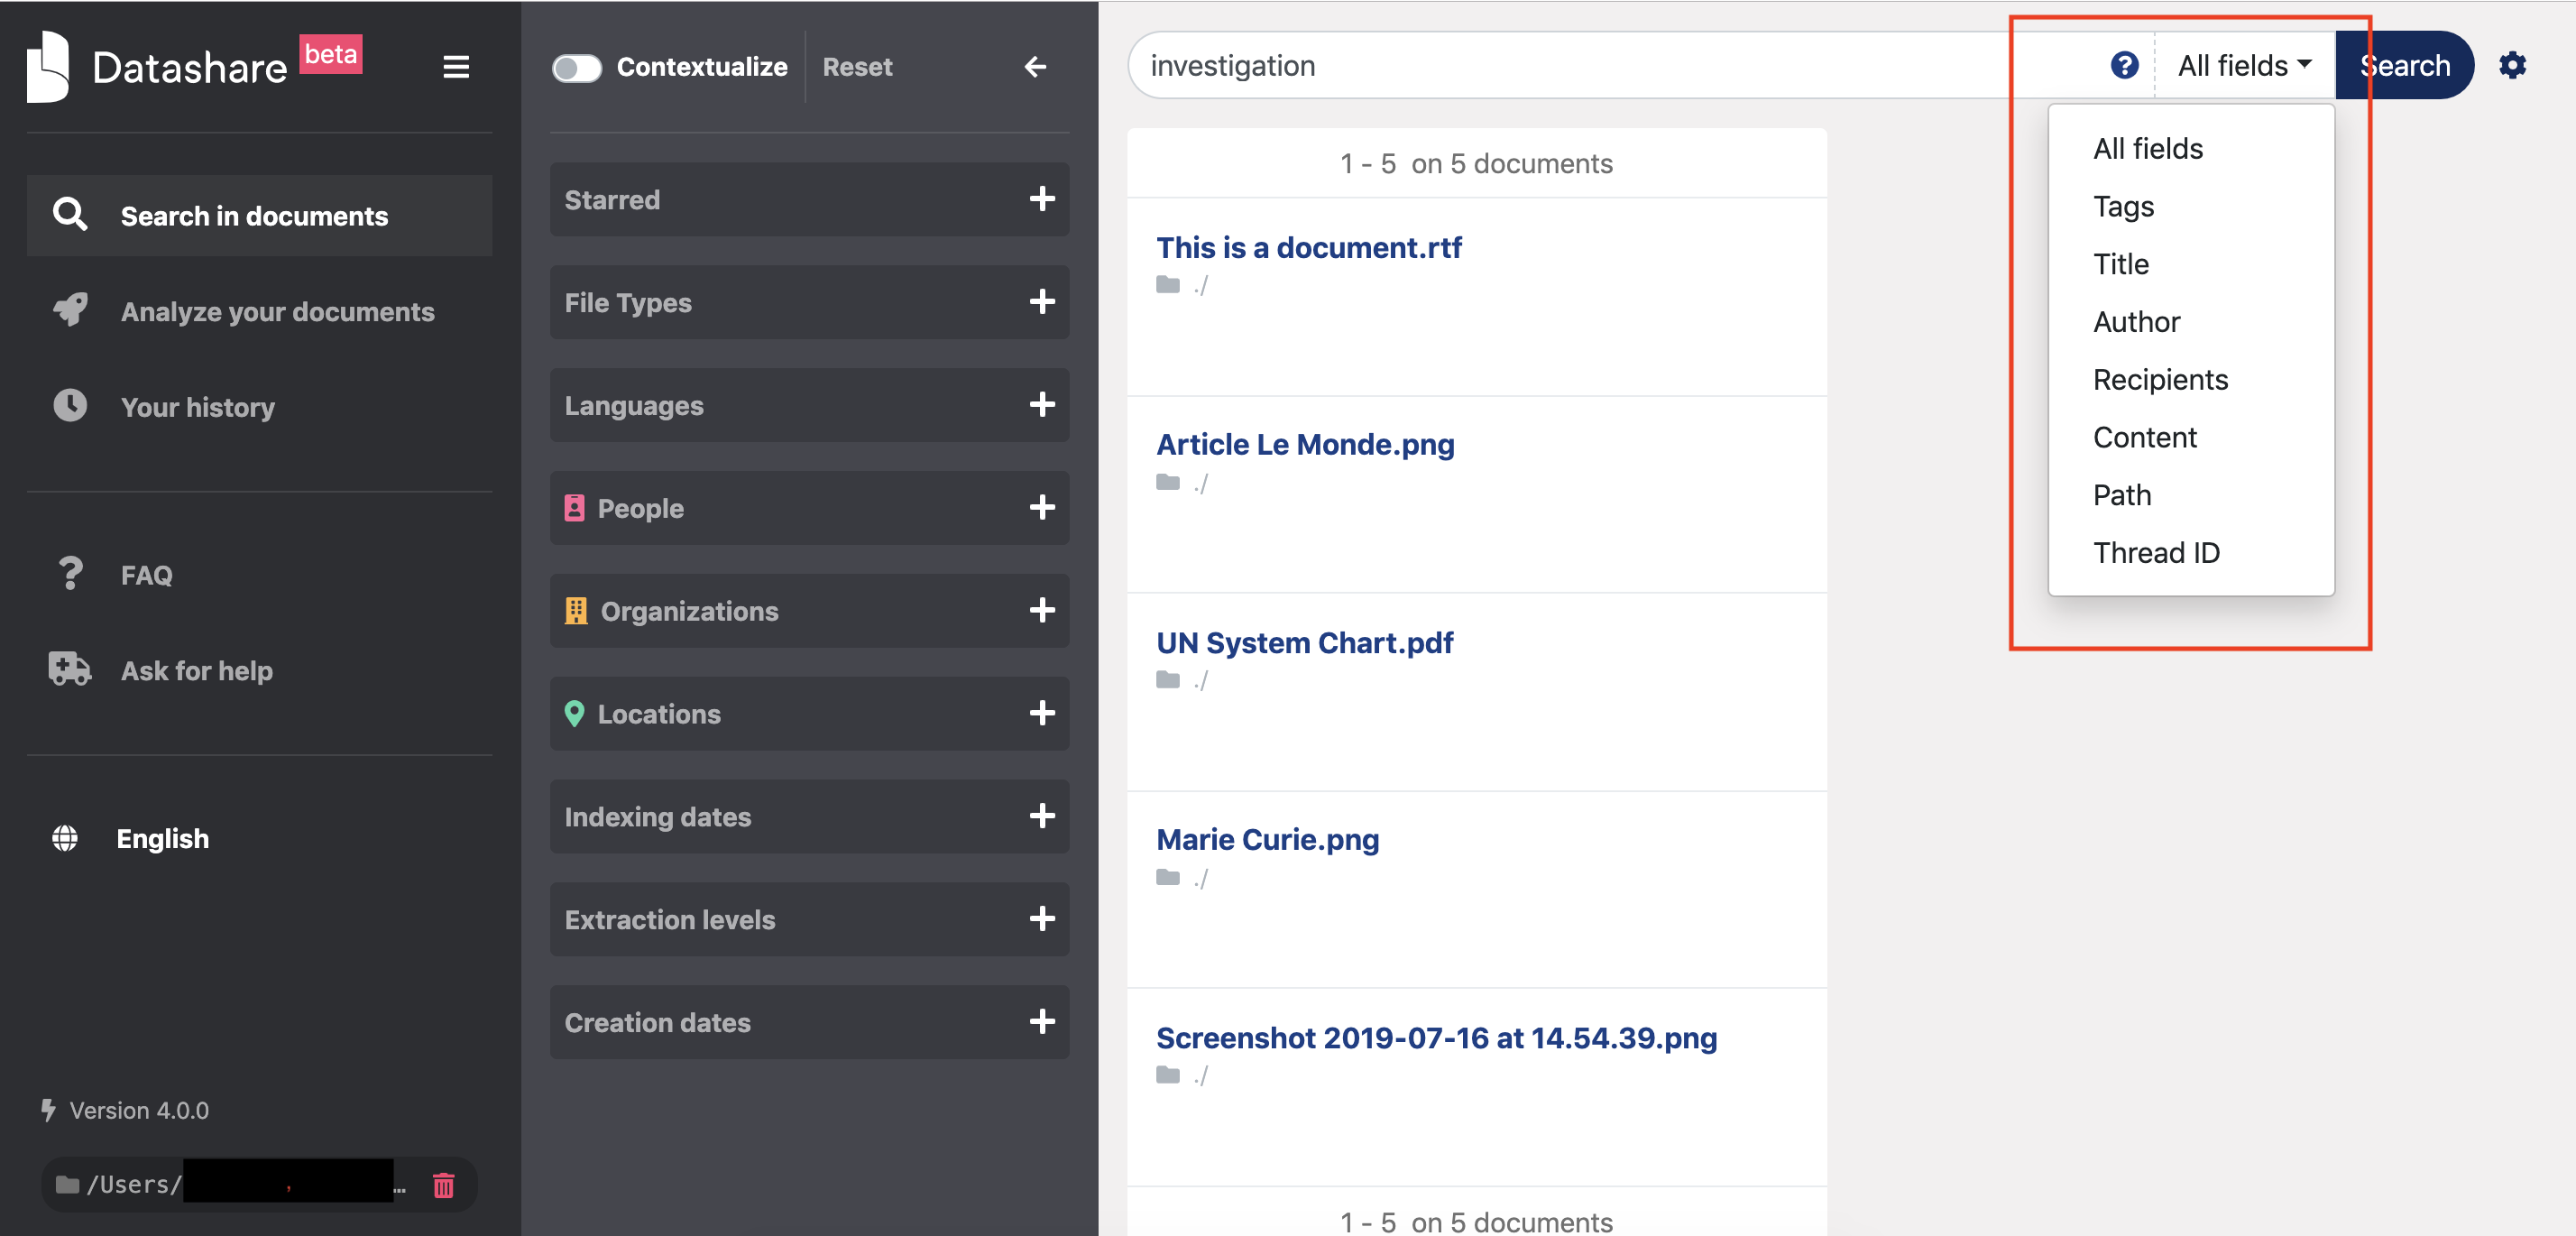 Datashare beta
Search in documents
Analyze your documents
Your history
FAQ
Ask for help
English
Version 4.0.0
/Users/ ...
Contextualize Reset
Starred
File Types
Languages
People
Organizations
Locations
Indexing dates
Extraction levels
Creation dates
investigation ? All fields Search
All fields
Tags
Title
Author
Recipients
Content
Path
Thread ID
1 - 5 on 5 documents
This is a document.rtf
./
Article Le Monde.png
./
UN System Chart.pdf
./
Marie Curie.png
./
Screenshot 2019-07-16 at 14.54.39.png
./
1 - 5 on 5 documents